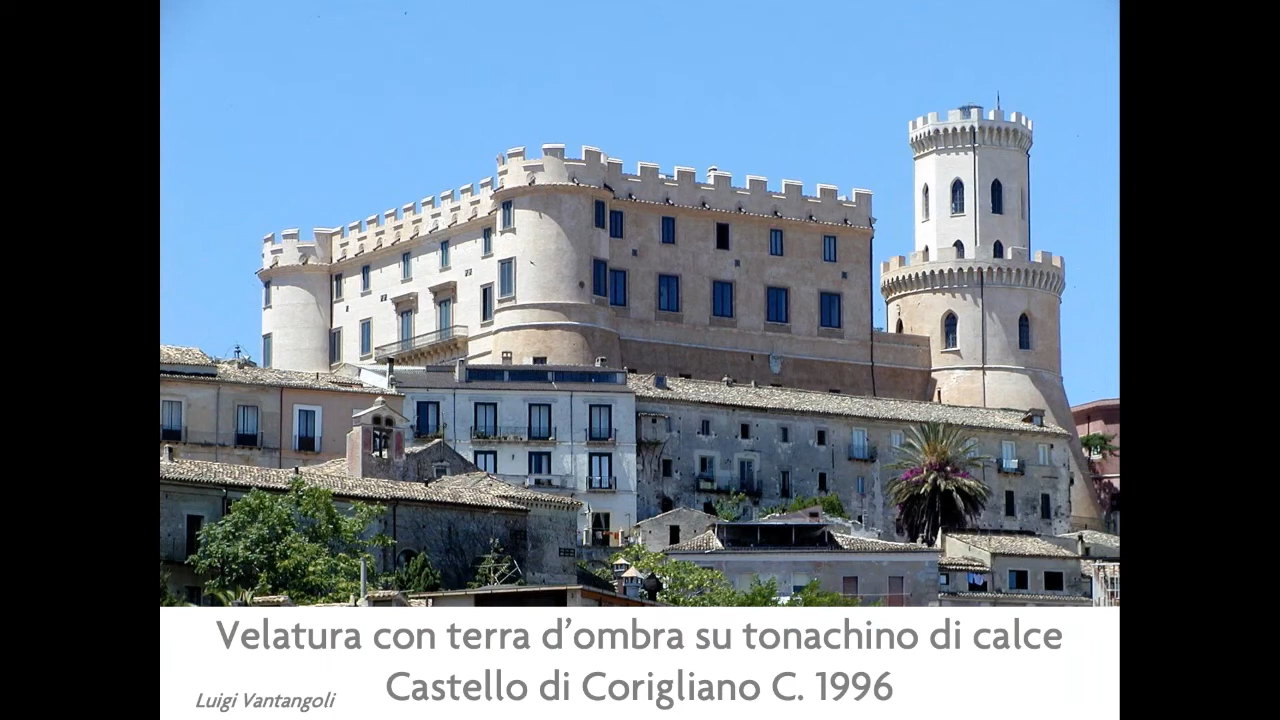 Velatura con terra d’ombra su tonachino di calce
Castello di Corigliano C. 1996
Luigi Vantangoli